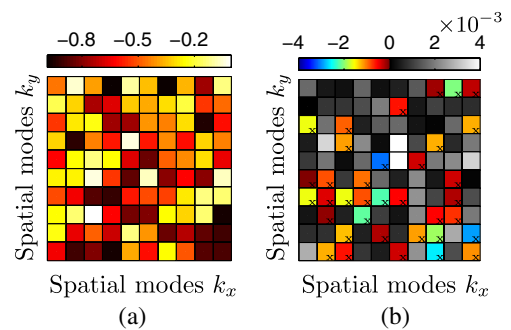 ×10⁻³
−0.8 −0.5 −0.2
−4 −2 0 2 4
Spatial modes k_y
Spatial modes k_y
Spatial modes k_x
Spatial modes k_x
(a)
(b)